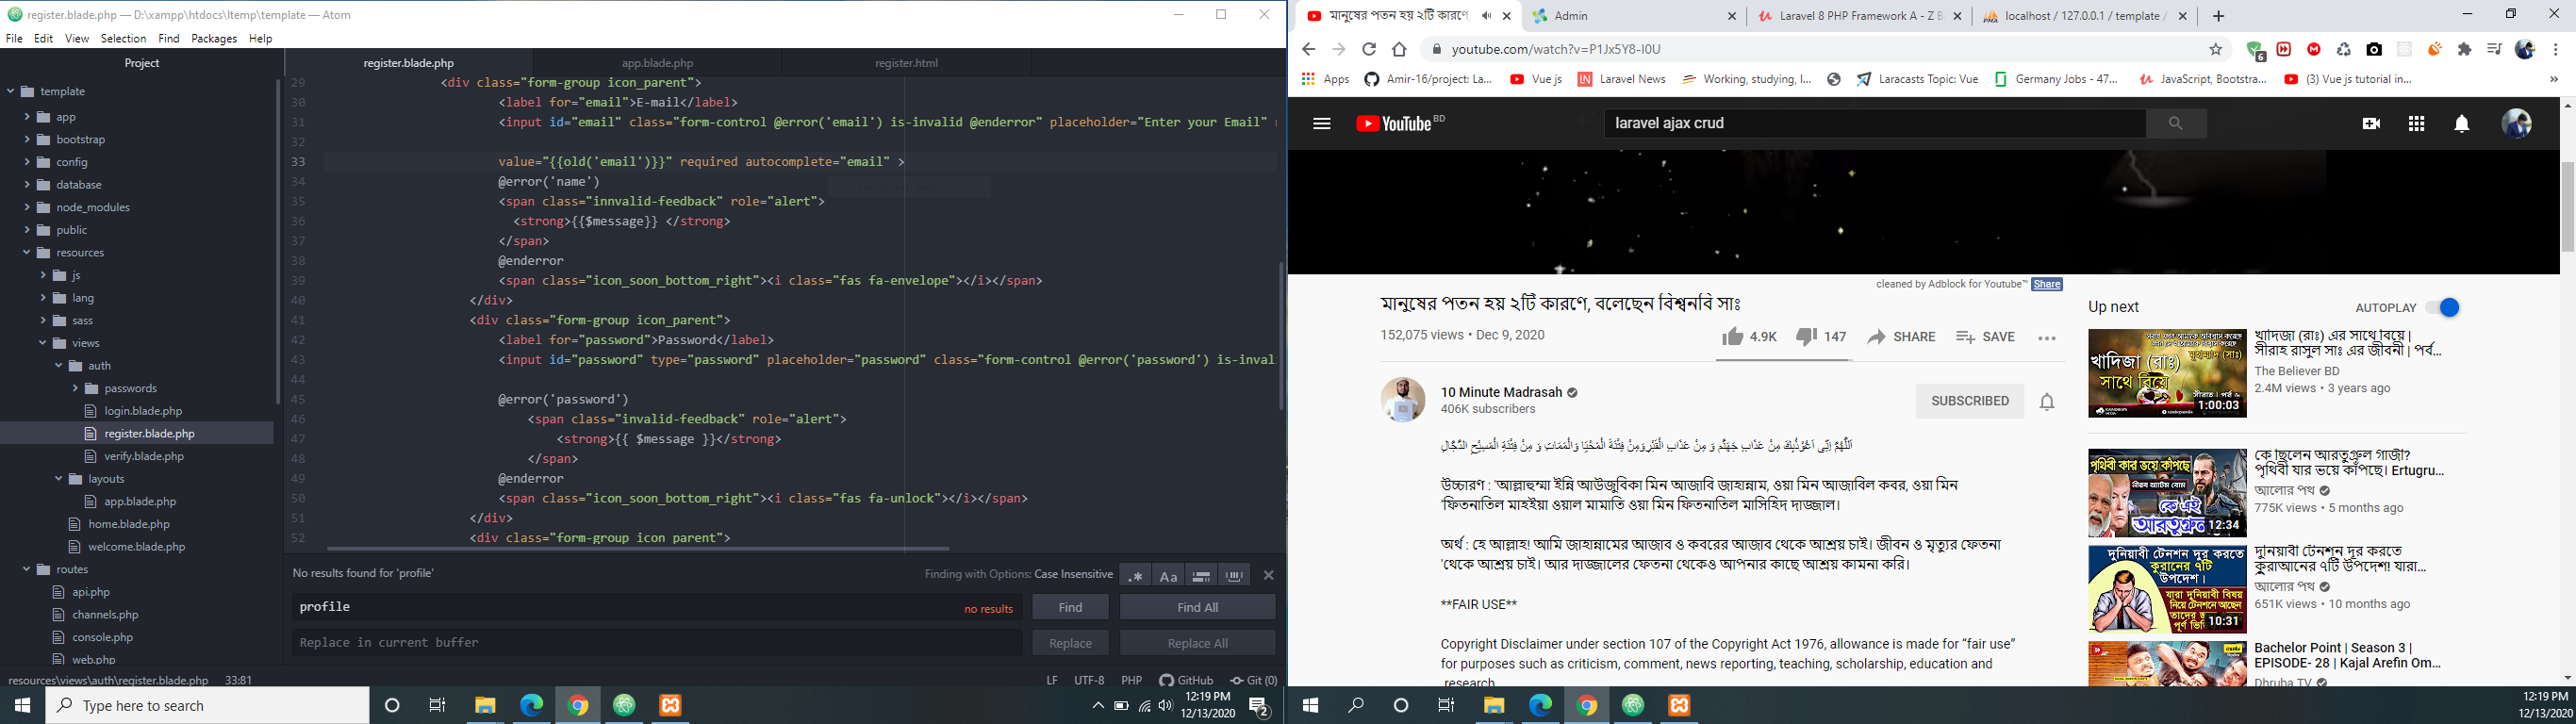 register.blade.php — D:\xampp\htdocs\ltemp\template — Atom
File Edit View Selection Find Packages Help
Project
template
app
bootstrap
config
database
node_modules
public
resources
js
lang
sass
views
auth
passwords
login.blade.php
register.blade.php
verify.blade.php
layouts
app.blade.php
home.blade.php
welcome.blade.php
routes
api.php
channels.php
console.php
web.php
register.blade.php app.blade.php register.html
29 <div class="form-group icon_parent">
30 <label for="email">E-mail</label>
31 <input id="email" class="form-control @error('email') is-invalid @enderror" placeholder="Enter your Email"
32
33 value="{{old('email')}}" required autocomplete="email" >
34 @error('name')
35 <span class="innvalid-feedback" role="alert">
36 <strong>{{$message}} </strong>
37 </span>
38 @enderror
39 <span class="icon_soon_bottom_right"><i class="fas fa-envelope"></i></span>
40 </div>
41 <div class="form-group icon_parent">
42 <label for="password">Password</label>
43 <input id="password" type="password" placeholder="password" class="form-control @error('password') is-inval
44
45 @error('password')
46 <span class="invalid-feedback" role="alert">
47 <strong>{{ $message }}</strong>
48 </span>
49 @enderror
50 <span class="icon_soon_bottom_right"><i class="fas fa-unlock"></i></span>
51 </div>
52 <div class="form-group icon_parent">
No results found for 'profile' Finding with Options: Case Insensitive .* Aa
profile no results Find Find All
Replace in current buffer Replace Replace All
resources\views\auth\register.blade.php 33:81 LF UTF-8 PHP GitHub Git (0)
Type here to search 12:19 PM
12/13/2020 2
মানুষের পতন হয় ২টি কারণে, Admin Laravel 8 PHP Framework A - Z B localhost / 127.0.0.1 / template /
youtube.com/watch?v=P1Jx5Y8-I0U 6
Apps Amir-16/project: La... Vue js Laravel News Working, studying, l... Laracasts Topic: Vue Germany Jobs - 47... JavaScript, Bootstra... (3) Vue js tutorial in... »
YouTube BD laravel ajax crud
cleaned by Adblock for Youtube™ Share
মানুষের পতন হয় ২টি কারণে, বলেছেন বিশ্বনবি সাঃ
152,075 views • Dec 9, 2020 4.9K 147 SHARE SAVE
10 Minute Madrasah
406K subscribers
SUBSCRIBED
اَللَّهُمَّ اِنِّى اَعُوْذُبِكَ مِنْ عَذَابِ جَهَنَّمَ وَ مِنْ عَذَابِ الْقَبْرِوَمِنْ فِتْنَةِ الْمَحْيَا وَالْمَمَاتِ وَ مِنْ فِتْنَةِ الْمَسِيْحِ الدَّجَّالِ
উচ্চারণ : 'আল্লাহুম্মা ইন্নি আউজুবিকা মিন আজাবি জাহান্নাম, ওয়া মিন আজাবিল কবর, ওয়া মিন
ফিতনাতিল মাহইয়া ওয়াল মামাতি ওয়া মিন ফিতনাতিল মাসিহিদ দাজ্জাল।
অর্থ : হে আল্লাহ! আমি জাহান্নামের আজাব ও কবরের আজাব থেকে আশ্রয় চাই। জীবন ও মৃত্যুর ফেতনা
থেকে আশ্রয় চাই। আর দাজ্জালের ফেতনা থেকেও আপনার কাছে আশ্রয় কামনা করি।
**FAIR USE**
Copyright Disclaimer under section 107 of the Copyright Act 1976, allowance is made for “fair use”
for purposes such as criticism, comment, news reporting, teaching, scholarship, education and
research
Up next AUTOPLAY
খাদিজা (রাঃ) সাথে বিয়ে 1:00:03
খাদিজা (রাঃ) এর সাথে বিয়ে |
সীরাহ রাসুল সাঃ এর জীবনী | পর্ব...
The Believer BD
2.4M views • 3 years ago
পৃথিবী কার ভয়ে কাঁপছে কে এই 12:34
কে ছিলেন আরতুগ্রুল গাজী?
পৃথিবী যার ভয়ে কাঁপছে। Ertugru...
আলোর পথ
775K views • 5 months ago
দুনিয়াবী টেনশন দূর করতে কুরানের ৭টি উপদেশ। 10:31
দুনিয়াবী টেনশন দূর করতে
কুরাআনের ৭টি উপদেশ! যারা...
আলোর পথ
651K views • 10 months ago
Bachelor Point | Season 3 |
EPISODE- 28 | Kajal Arefin Om...
Dhruba TV
12:19 PM
12/13/2020